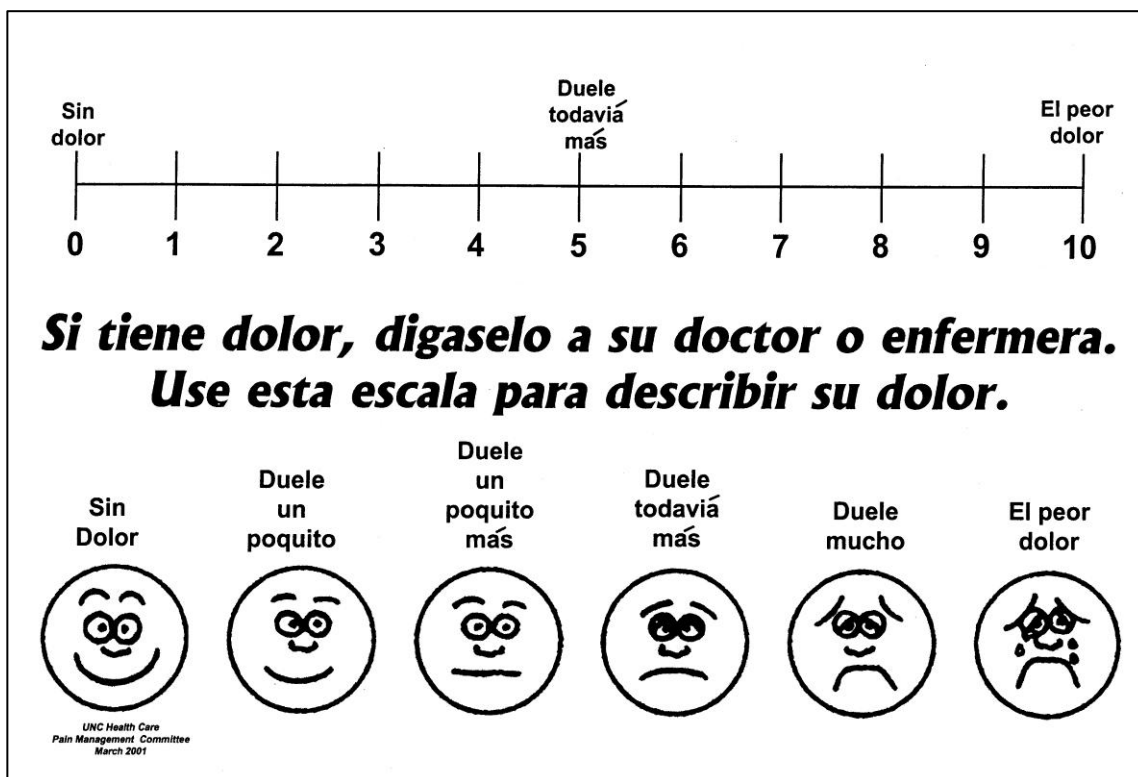 Sin
dolor
Duele
todaviá
más
El peor
dolor
0 1 2 3 4 5 6 7 8 9 10
Si tiene dolor, digaselo a su doctor o enfermera.
Use esta escala para describir su dolor.
Sin
Dolor
Duele
un
poquito
Duele
un
poquito
más
Duele
todaviá
más
Duele
mucho
El peor
dolor
UNC Health Care
Pain Management Committee
March 2001